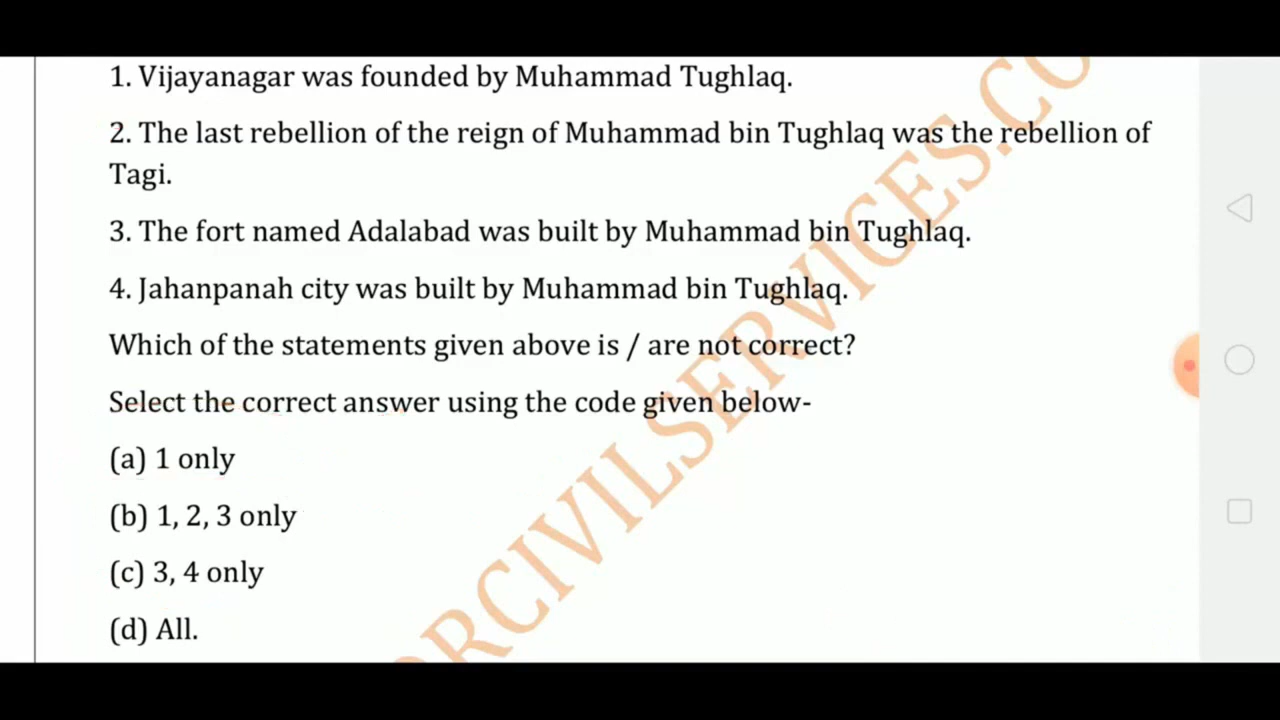 1. Vijayanagar was founded by Muhammad Tughlaq.
2. The last rebellion of the reign of Muhammad bin Tughlaq was the rebellion of
Tagi.
3. The fort named Adalabad was built by Muhammad bin Tughlaq.
4. Jahanpanah city was built by Muhammad bin Tughlaq.
Which of the statements given above is / are not correct?
Select the correct answer using the code given below-
(a) 1 only
(b) 1, 2, 3 only
(c) 3, 4 only
(d) All.
ORCIVILSERVICES.CO